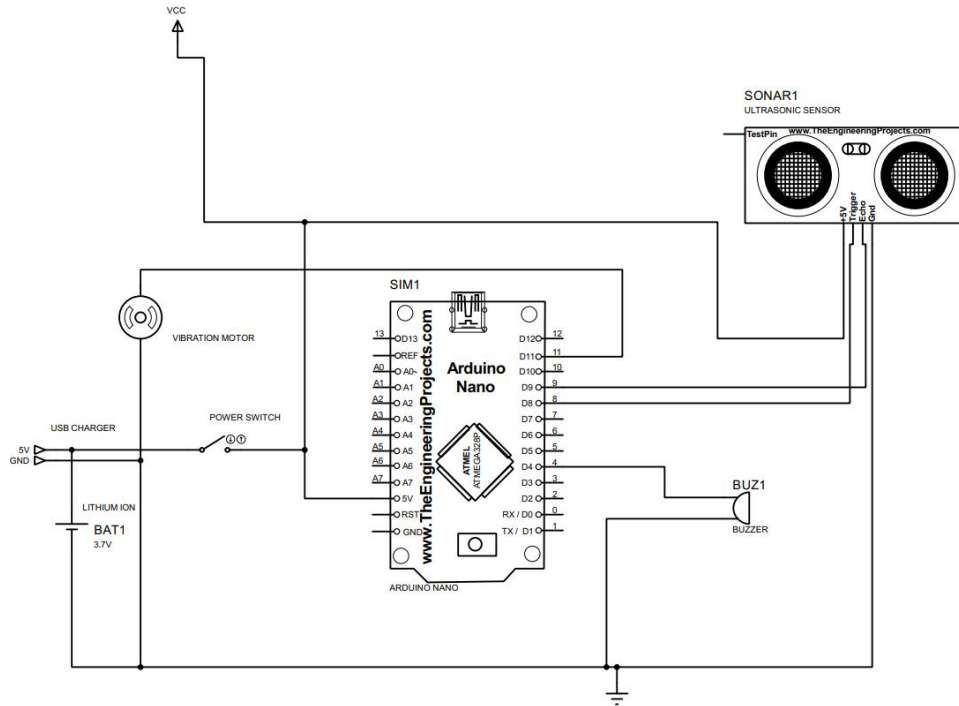 VCC
SONAR1
ULTRASONIC SENSOR
TestPin
www.TheEngineeringProjects.com
+5V
Trigger
Echo
Gnd
SIM1
VIBRATION MOTOR
www.TheEngineeringProjects.com
Arduino
Nano
ATMEL
ATMEGA328P
13 D13
REF
A0 A0
A1 A1
A2 A2
A3 A3
A4 A4
A5 A5
A6 A6
A7 A7
5V
RST
GND
D12 12
D11 11
D10 10
D9 9
D8 8
D7 7
D6 6
D5 5
D4 4
D3 3
D2 2
RX / D0 0
TX / D1 1
ARDUINO NANO
USB CHARGER
POWER SWITCH
5V
GND
LITHIUM ION
BAT1
3.7V
BUZ1
BUZZER